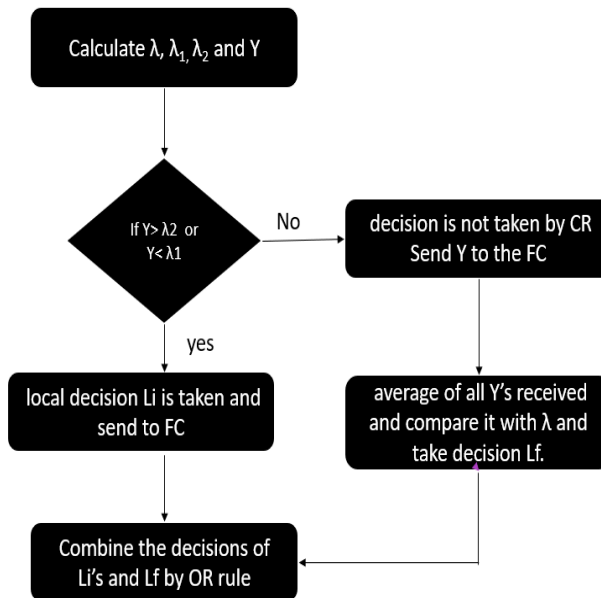 Calculate λ, λ₁, λ₂ and Y
If Y> λ2 or
Y< λ1
No
decision is not taken by CR
Send Y to the FC
yes
local decision Li is taken and
send to FC
average of all Y's received
and compare it with λ and
take decision Lf.
Combine the decisions of
Li's and Lf by OR rule